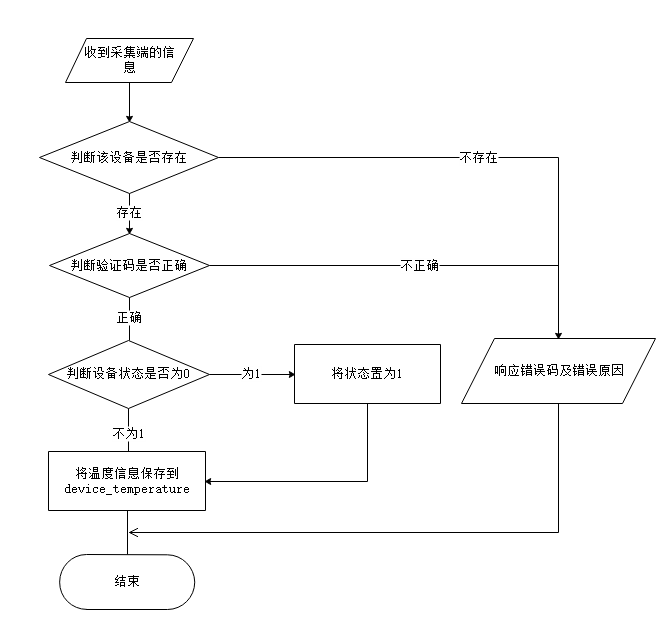 收到采集端的信
息
判断该设备是否存在
不存在
存在
判断验证码是否正确
不正确
正确
判断设备状态是否为0
为1
将状态置为1
响应错误码及错误原因
不为1
将温度信息保存到
device_temperature
结束